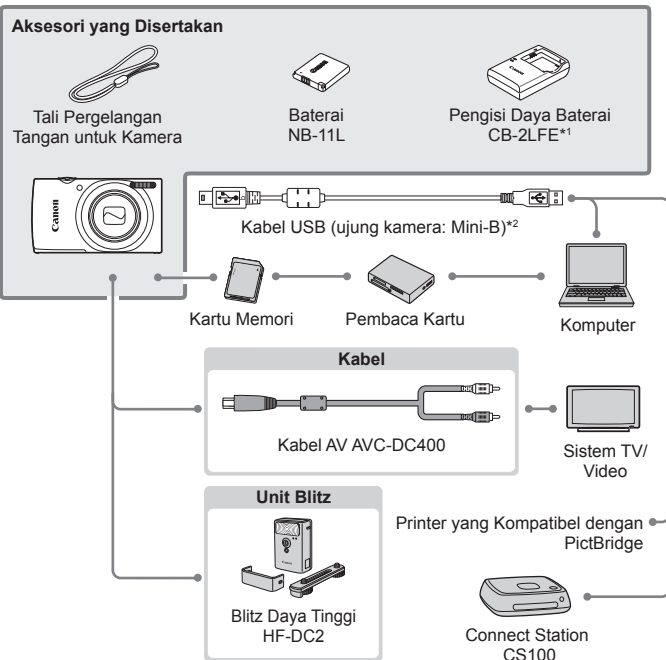 Aksesori yang Disertakan
Tali Pergelangan
Tangan untuk Kamera
Baterai
NB-11L
Pengisi Daya Baterai
CB-2LFE*1
Canon
Kabel USB (ujung kamera: Mini-B)*2
Kartu Memori
Pembaca Kartu
Komputer
Kabel
Kabel AV AVC-DC400
Sistem TV/
Video
Unit Blitz
Blitz Daya Tinggi
HF-DC2
Printer yang Kompatibel dengan
PictBridge
Connect Station
CS100